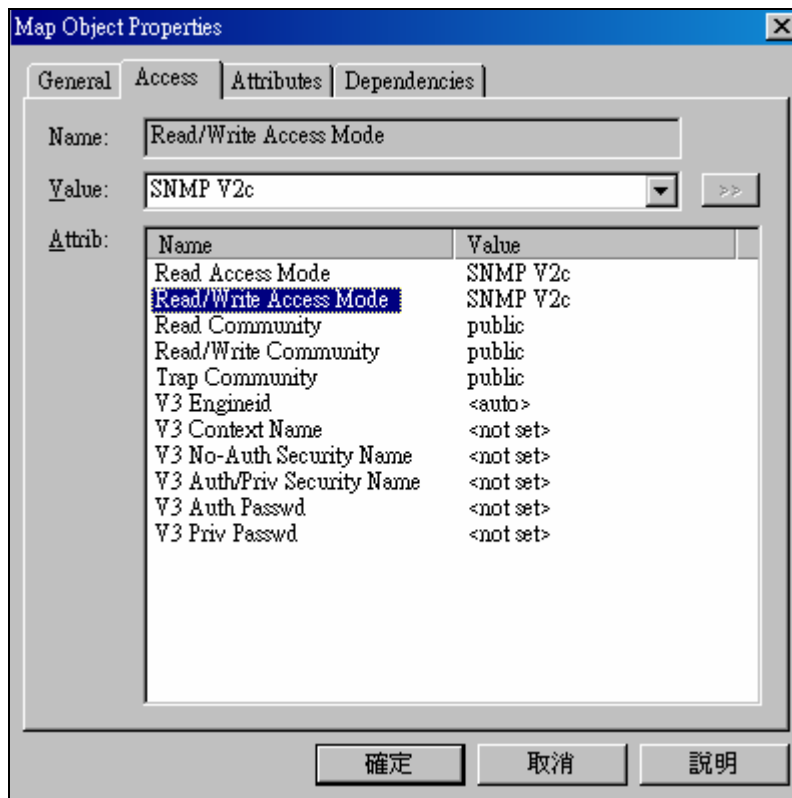 Map Object Properties
General Access Attributes Dependencies
Name: Read/Write Access Mode
Value: SNMP V2c >>
Attrib: Name Value
Read Access Mode SNMP V2c
Read/Write Access Mode SNMP V2c
Read Community public
Read/Write Community public
Trap Community public
V3 Engineid <auto>
V3 Context Name <not set>
V3 No-Auth Security Name <not set>
V3 Auth/Priv Security Name <not set>
V3 Auth Passwd <not set>
V3 Priv Passwd <not set>
確定 取消 說明